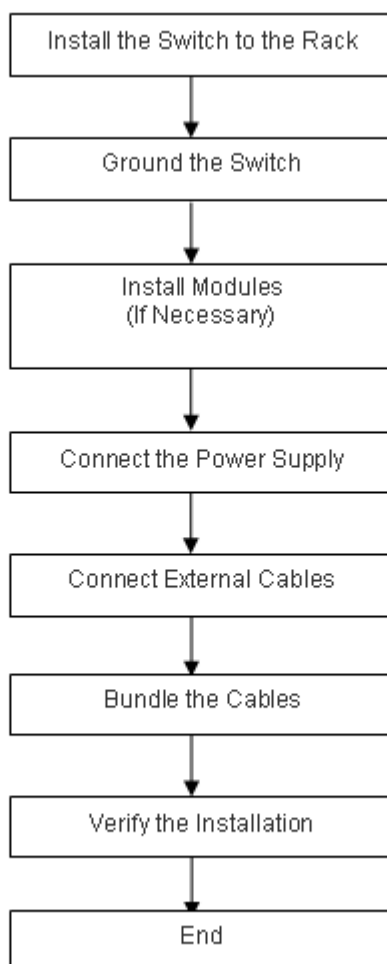 Install the Switch to the Rack
Ground the Switch
Install Modules
(If Necessary)
Connect the Power Supply
Connect External Cables
Bundle the Cables
Verify the Installation
End